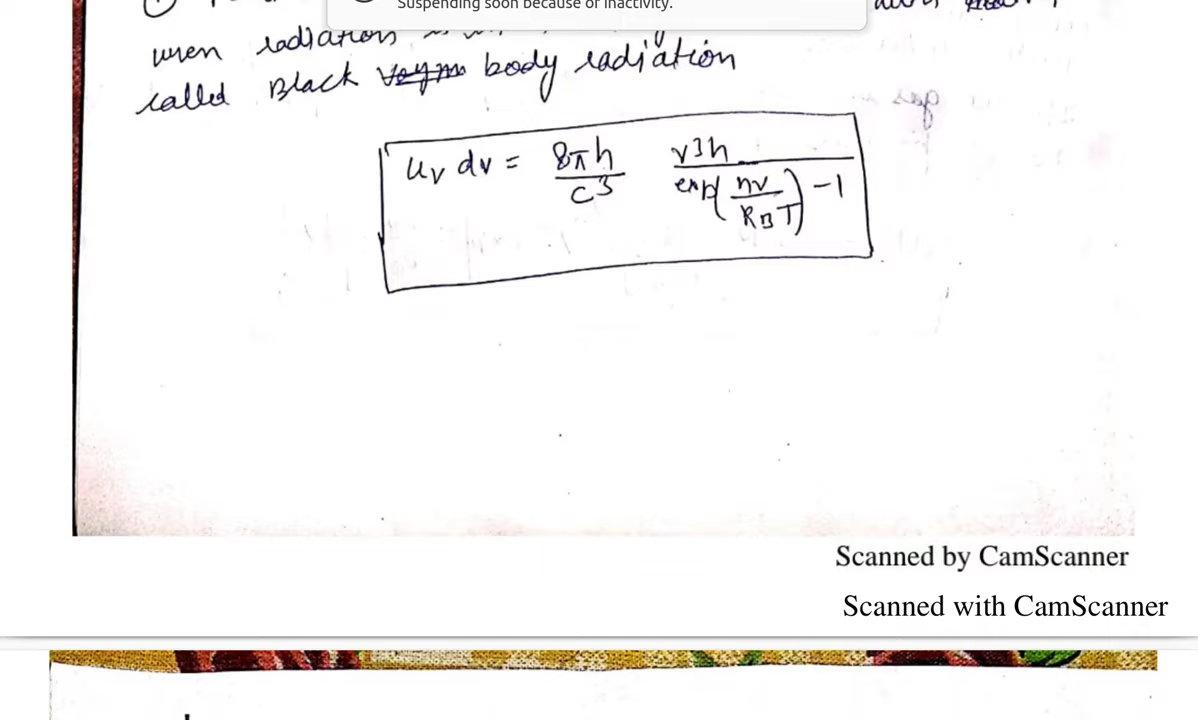 Suspending soon because of inactivity.
when radiation
called Black body radiation
uν dν = 8πh / c³ ν3h / exp(hν / KBT) - 1
Scanned by CamScanner
Scanned with CamScanner